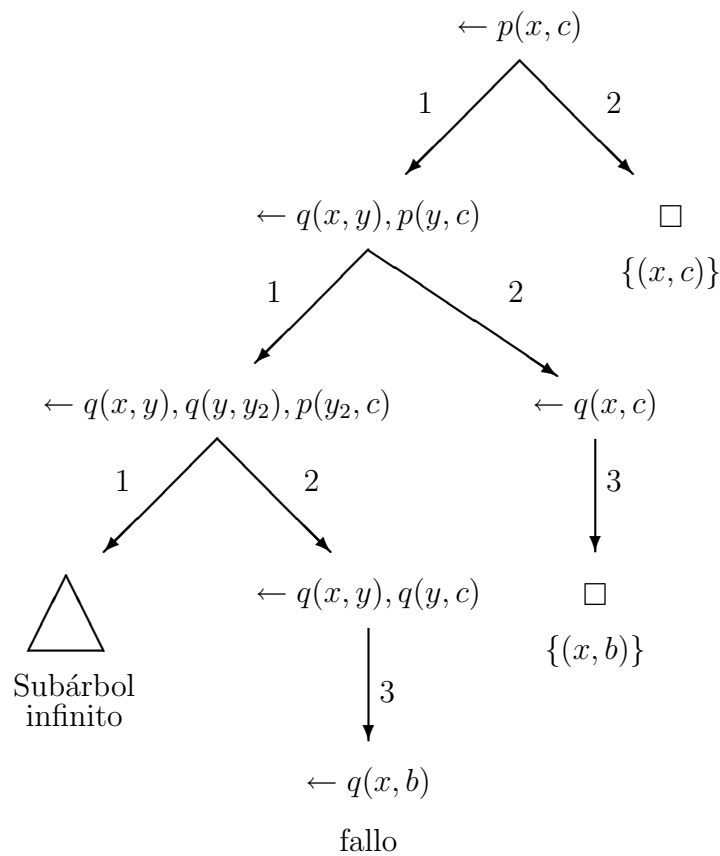 ← p(x, c)
1 2
← q(x, y), p(y, c) □
{(x, c)}
1 2
← q(x, y), q(y, y₂), p(y₂, c) ← q(x, c)
1 2 3
← q(x, y), q(y, c) □
{(x, b)}
Subárbol
infinito
3
← q(x, b)
fallo